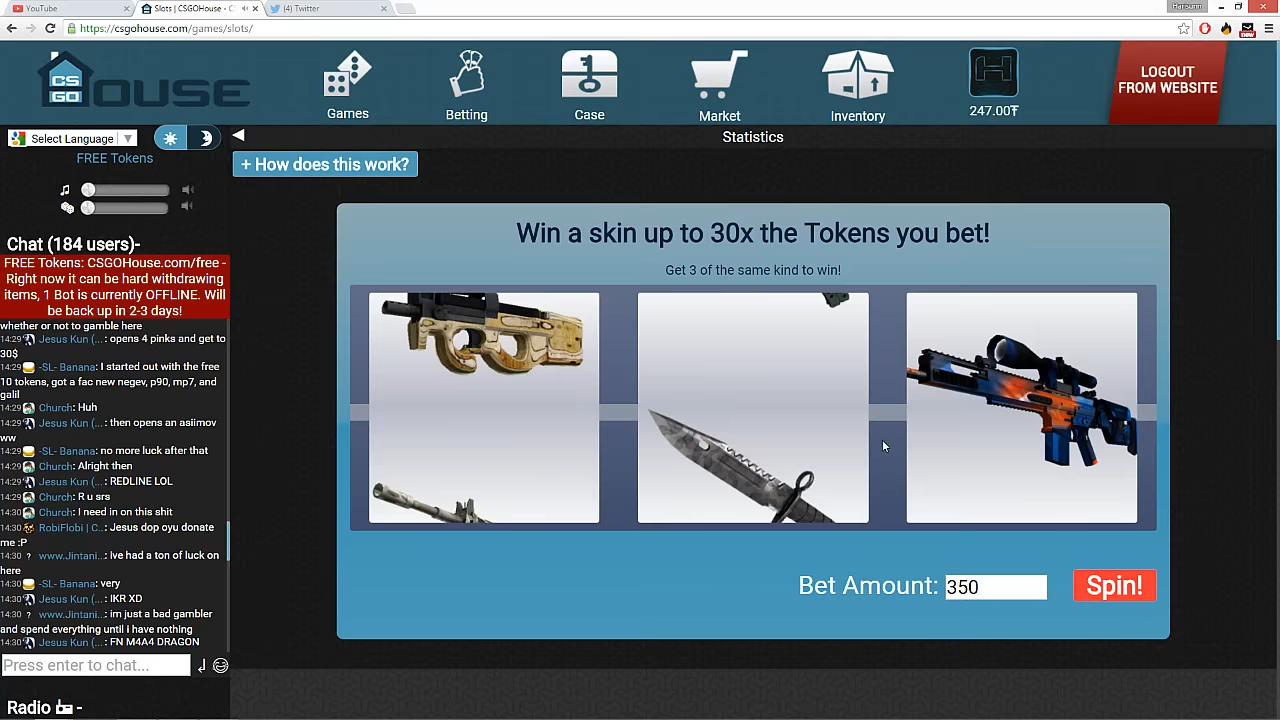 YouTube
Slots | CSGOHouse - C
(4) Twitter
https://csgohouse.com/games/slots/
CS
GO
HOUSE
Games
Betting
Case
Market
Inventory
247.00Ŧ
LOGOUT
FROM WEBSITE
Select Language
Statistics
FREE Tokens
+ How does this work?
Chat (184 users)-
FREE Tokens: CSGOHouse.com/free -
Right now it can be hard withdrawing
items, 1 Bot is currently OFFLINE. Will
be back up in 2-3 days!
whether or not to gamble here
14:29 Jesus Kun (...: opens 4 pinks and get to
30$
14:29 -SL- Banana: I started out with the free
10 tokens, got a fac new negev, p90, mp7, and
galil
14:29 Church: Huh
14:29 Jesus Kun (...: then opens an asiimov
ww
14:29 -SL- Banana: no more luck after that
14:29 Church: Alright then
14:29 Jesus Kun (...: REDLINE LOL
14:29 Church: R u srs
14:30 Church: I need in on this shit
14:30 RobiFlobi | C..: Jesus dop oyu donate
me :P
14:30 ? www.Jintani...: Ive had a ton of luck on
here
14:30 -SL- Banana: very
14:30 Jesus Kun (...: IKR XD
14:30 ? www.Jintani...: im just a bad gambler
and spend everything until i have nothing
14:30 Jesus Kun (...: FN M4A4 DRAGON
Press enter to chat...
Radio -
Win a skin up to 30x the Tokens you bet!
Get 3 of the same kind to win!
Bet Amount: 350
Spin!